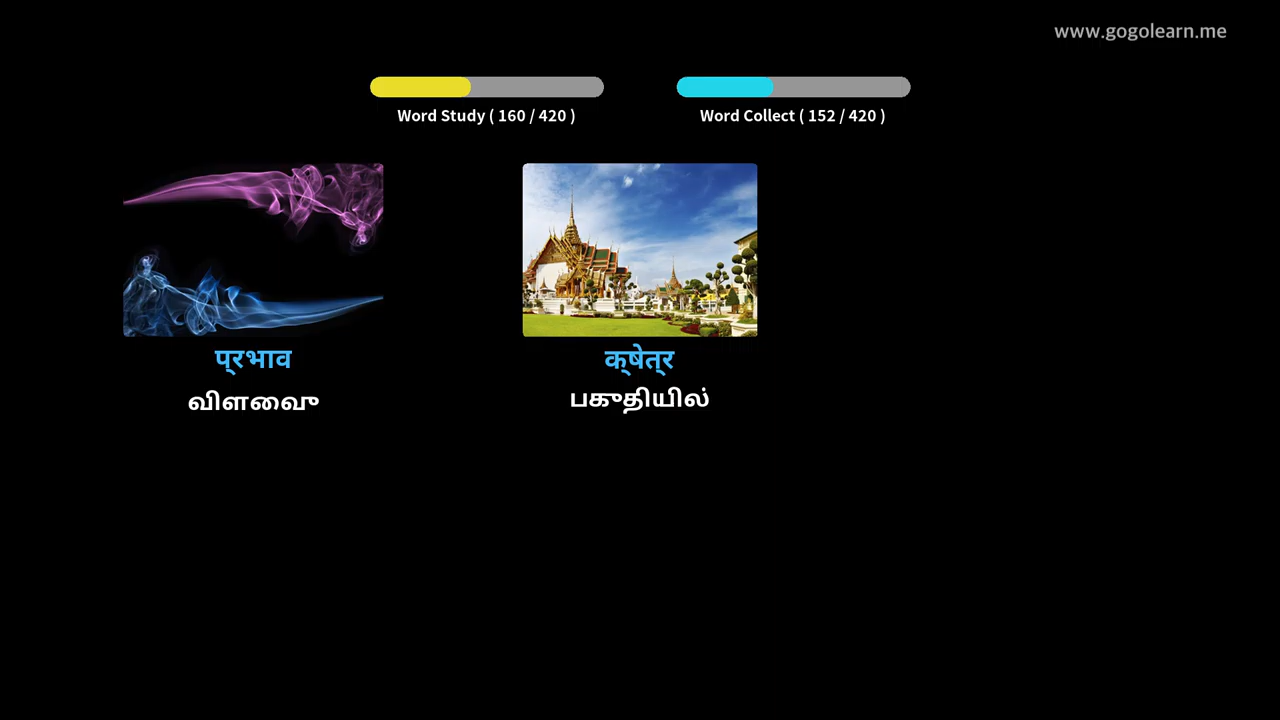 www.gogolearn.me
Word Study ( 160 / 420 )
Word Collect ( 152 / 420 )
प्रभाव
क्षेत्र
விளைவு
பகுதியில்